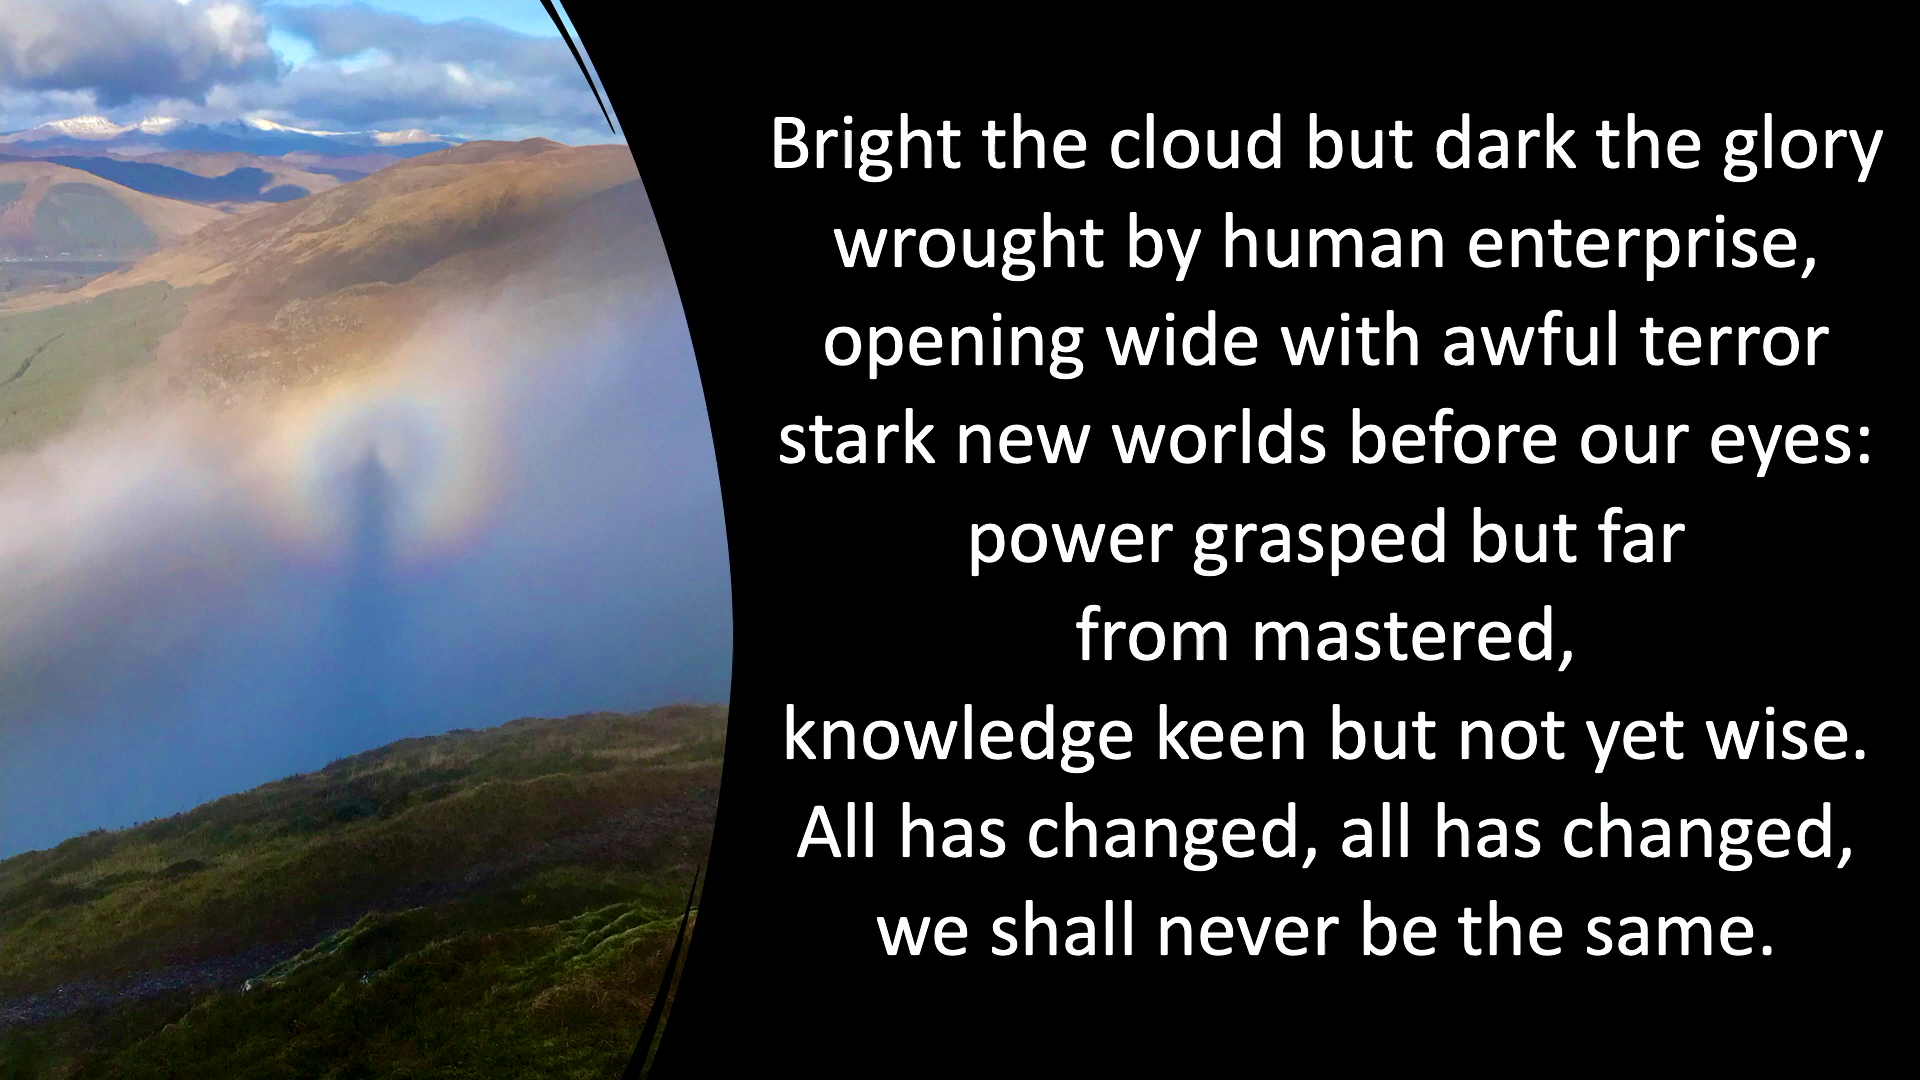 Bright the cloud but dark the glory
wrought by human enterprise,
opening wide with awful terror
stark new worlds before our eyes:
power grasped but far
from mastered,
knowledge keen but not yet wise.
All has changed, all has changed,
we shall never be the same.